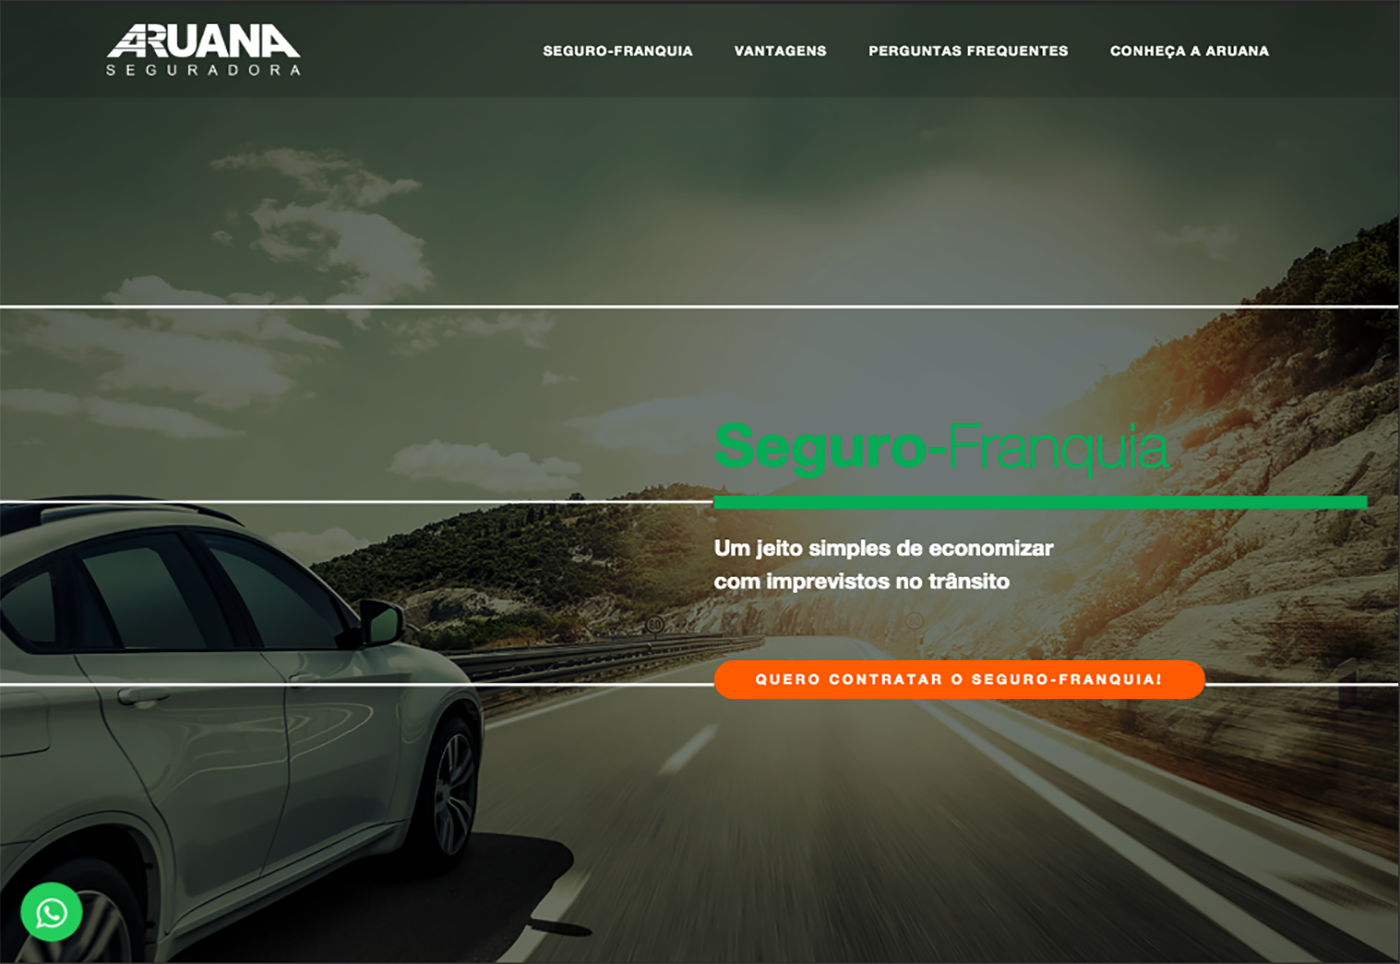 ARUANA
SEGURADORA
SEGURO-FRANQUIA
VANTAGENS
PERGUNTAS FREQUENTES
CONHEÇA A ARUANA
Seguro-Franquia
Um jeito simples de economizar
com imprevistos no trânsito
60
QUERO CONTRATAR O SEGURO-FRANQUIA!